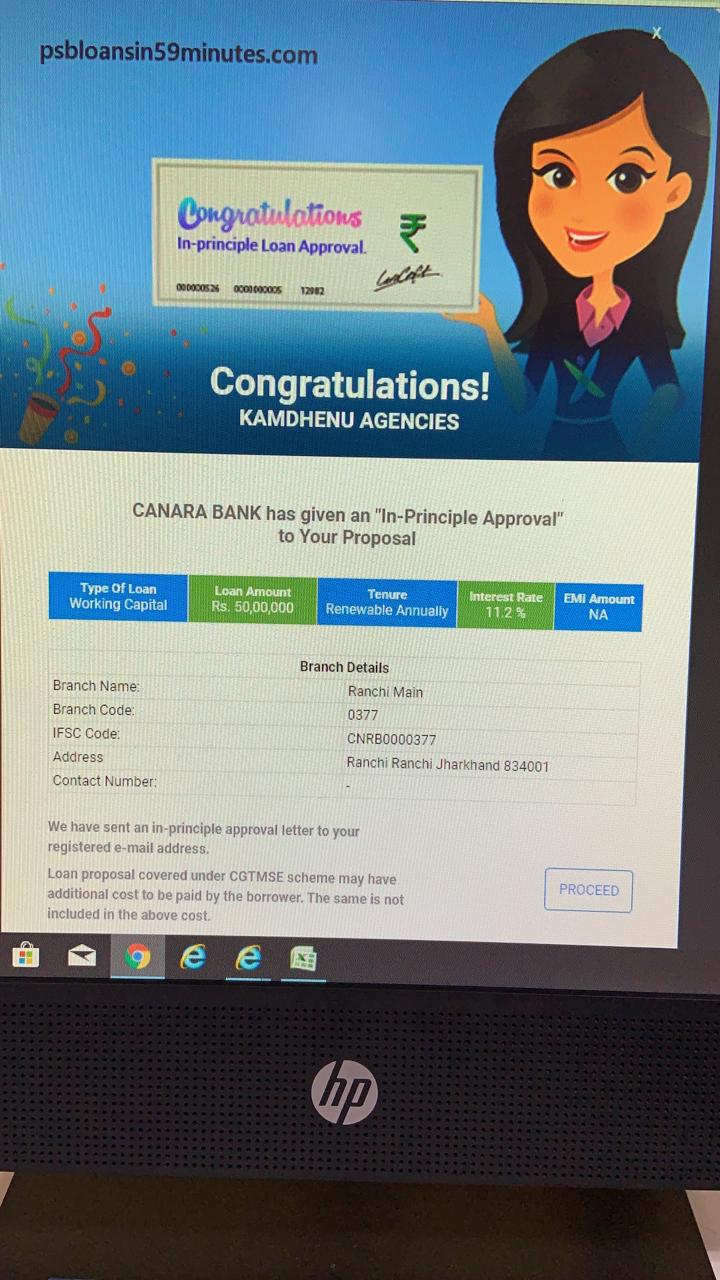 x
psbloansin59minutes.com
Congratulations
In-principle Loan Approval.
₹
000000526 0000000005 12982
Congratulations!
KAMDHENU AGENCIES
CANARA BANK has given an "In-Principle Approval"
to Your Proposal
Type Of Loan Loan Amount Tenure Interest Rate EMI Amount
Working Capital Rs. 50,00,000 Renewable Annually 11.2 % NA
Branch Details
Branch Name: Ranchi Main
Branch Code: 0377
IFSC Code: CNRB0000377
Address Ranchi Ranchi Jharkhand 834001
Contact Number: -
We have sent an in-principle approval letter to your
registered e-mail address.
Loan proposal covered under CGTMSE scheme may have
additional cost to be paid by the borrower. The same is not
included in the above cost.
PROCEED
hp